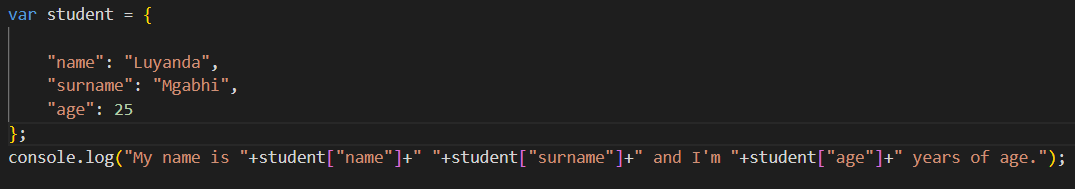 var student = {
    "name": "Luyanda",
    "surname": "Mgabhi",
    "age": 25
};
console.log("My name is "+student["name"]+" "+student["surname"]+" and I'm "+student["age"]+" years of age.");